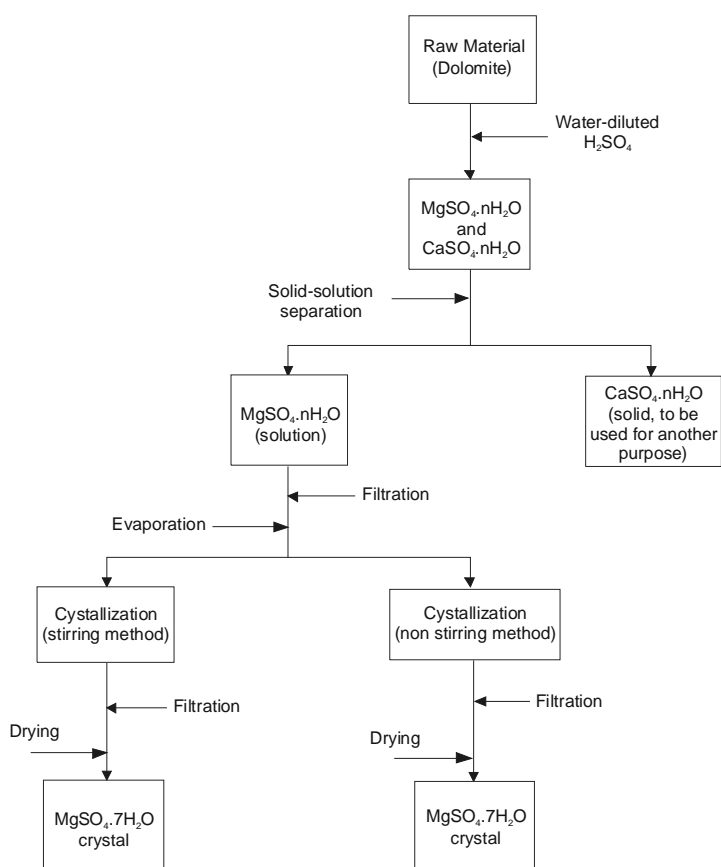 Raw Material
(Dolomite)
Water-diluted
H₂SO₄
MgSO₄.nH₂O
and
CaSO₄.nH₂O
Solid-solution
separation
MgSO₄.nH₂O
(solution)
CaSO₄.nH₂O
(solid, to be
used for another
purpose)
Filtration
Evaporation
Cystallization
(stirring method)
Cystallization
(non stirring method)
Filtration
Filtration
Drying
Drying
MgSO₄.7H₂O
crystal
MgSO₄.7H₂O
crystal